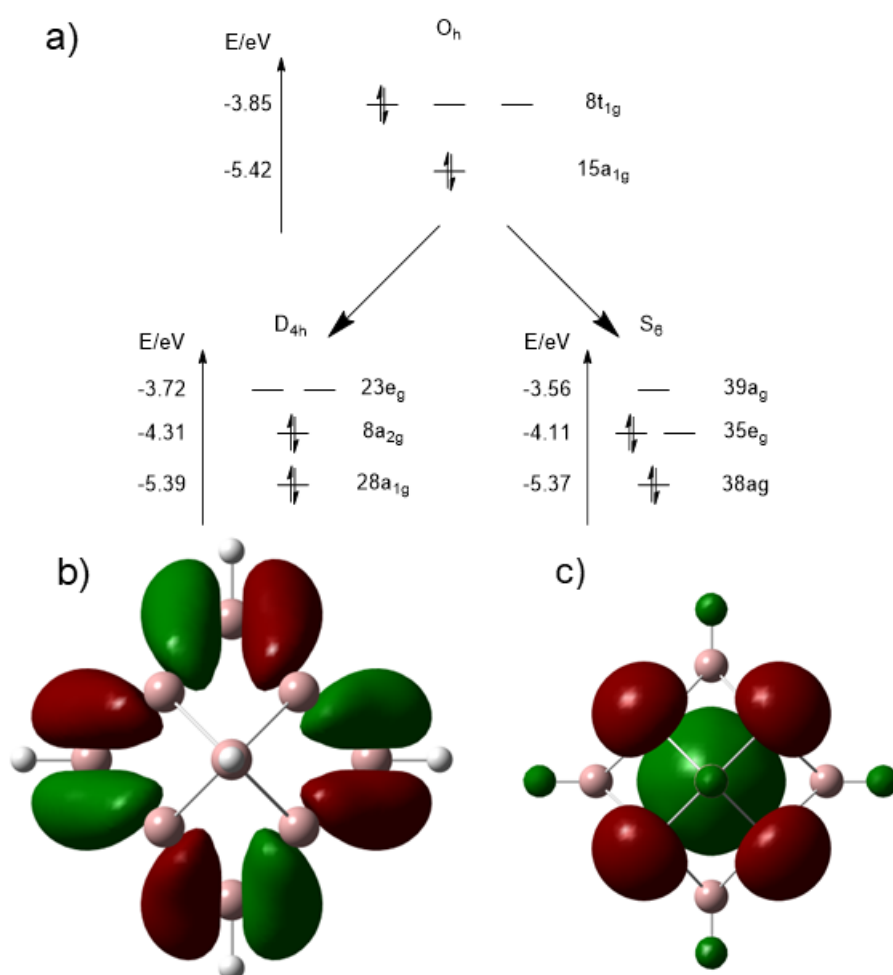 a)
E/eV
Oh
-3.85
8t1g
-5.42
15a1g
D4h
E/eV
-3.72
23eg
-4.31
8a2g
-5.39
28a1g
S6
E/eV
-3.56
39ag
-4.11
35eg
-5.37
38ag
b)
c)